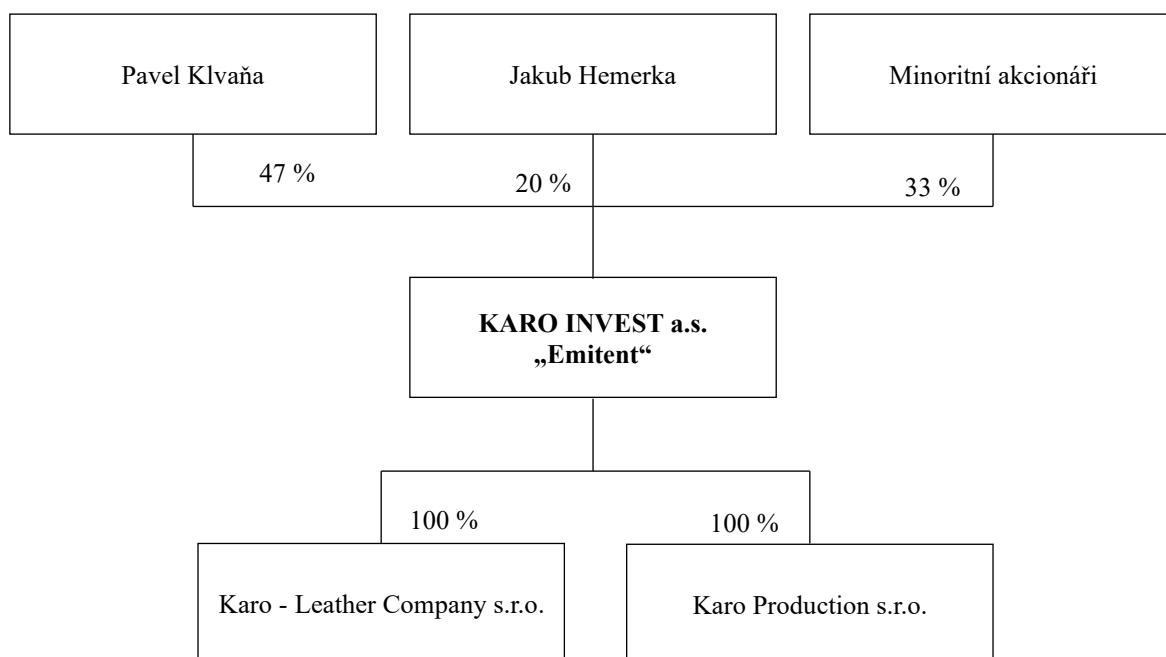 Pavel Klvaňa
Jakub Hemerka
Minoritní akcionáři
47 %
20 %
33 %
KARO INVEST a.s.
„Emitent“
100 %
100 %
Karo - Leather Company s.r.o.
Karo Production s.r.o.